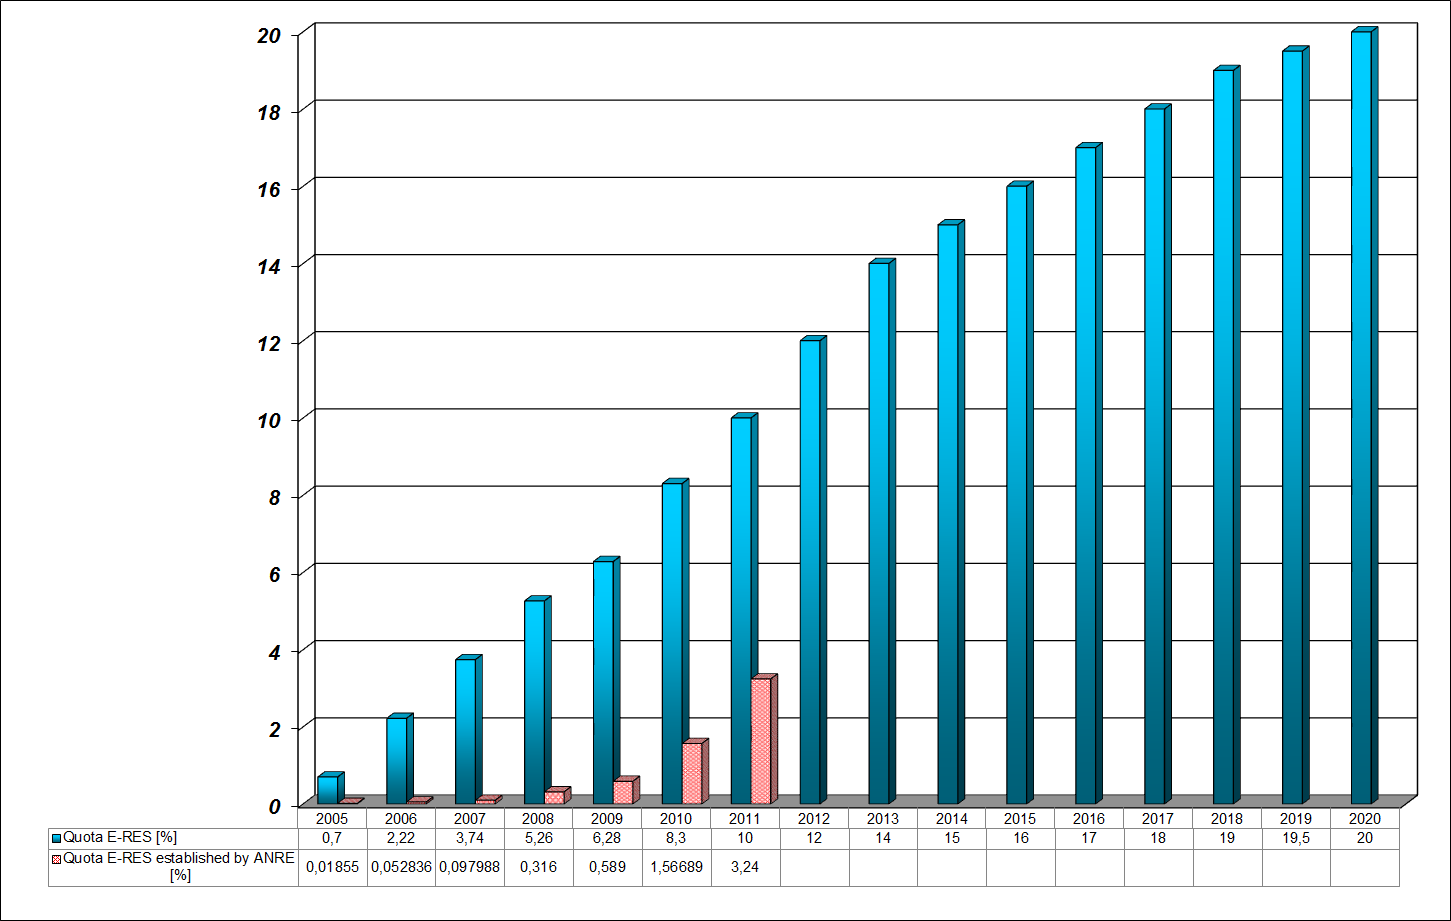 20
18
16
14
12
10
8
6
4
2
0
2005 2006 2007 2008 2009 2010 2011 2012 2013 2014 2015 2016 2017 2018 2019 2020
Quota E-RES [%] 0,7 2,22 3,74 5,26 6,28 8,3 10 12 14 15 16 17 18 19 19,5 20
Quota E-RES established by ANRE
[%] 0,01855 0,052836 0,097988 0,316 0,589 1,56689 3,24